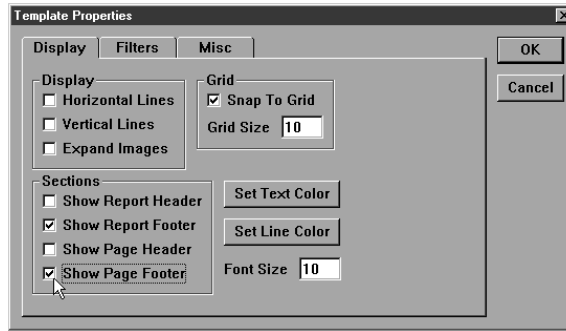 Template Properties
Display Filters Misc
OK
Cancel
Display
Horizontal Lines
Vertical Lines
Expand Images
Grid
Snap To Grid
Grid Size 10
Sections
Show Report Header
Show Report Footer
Show Page Header
Show Page Footer
Set Text Color
Set Line Color
Font Size 10